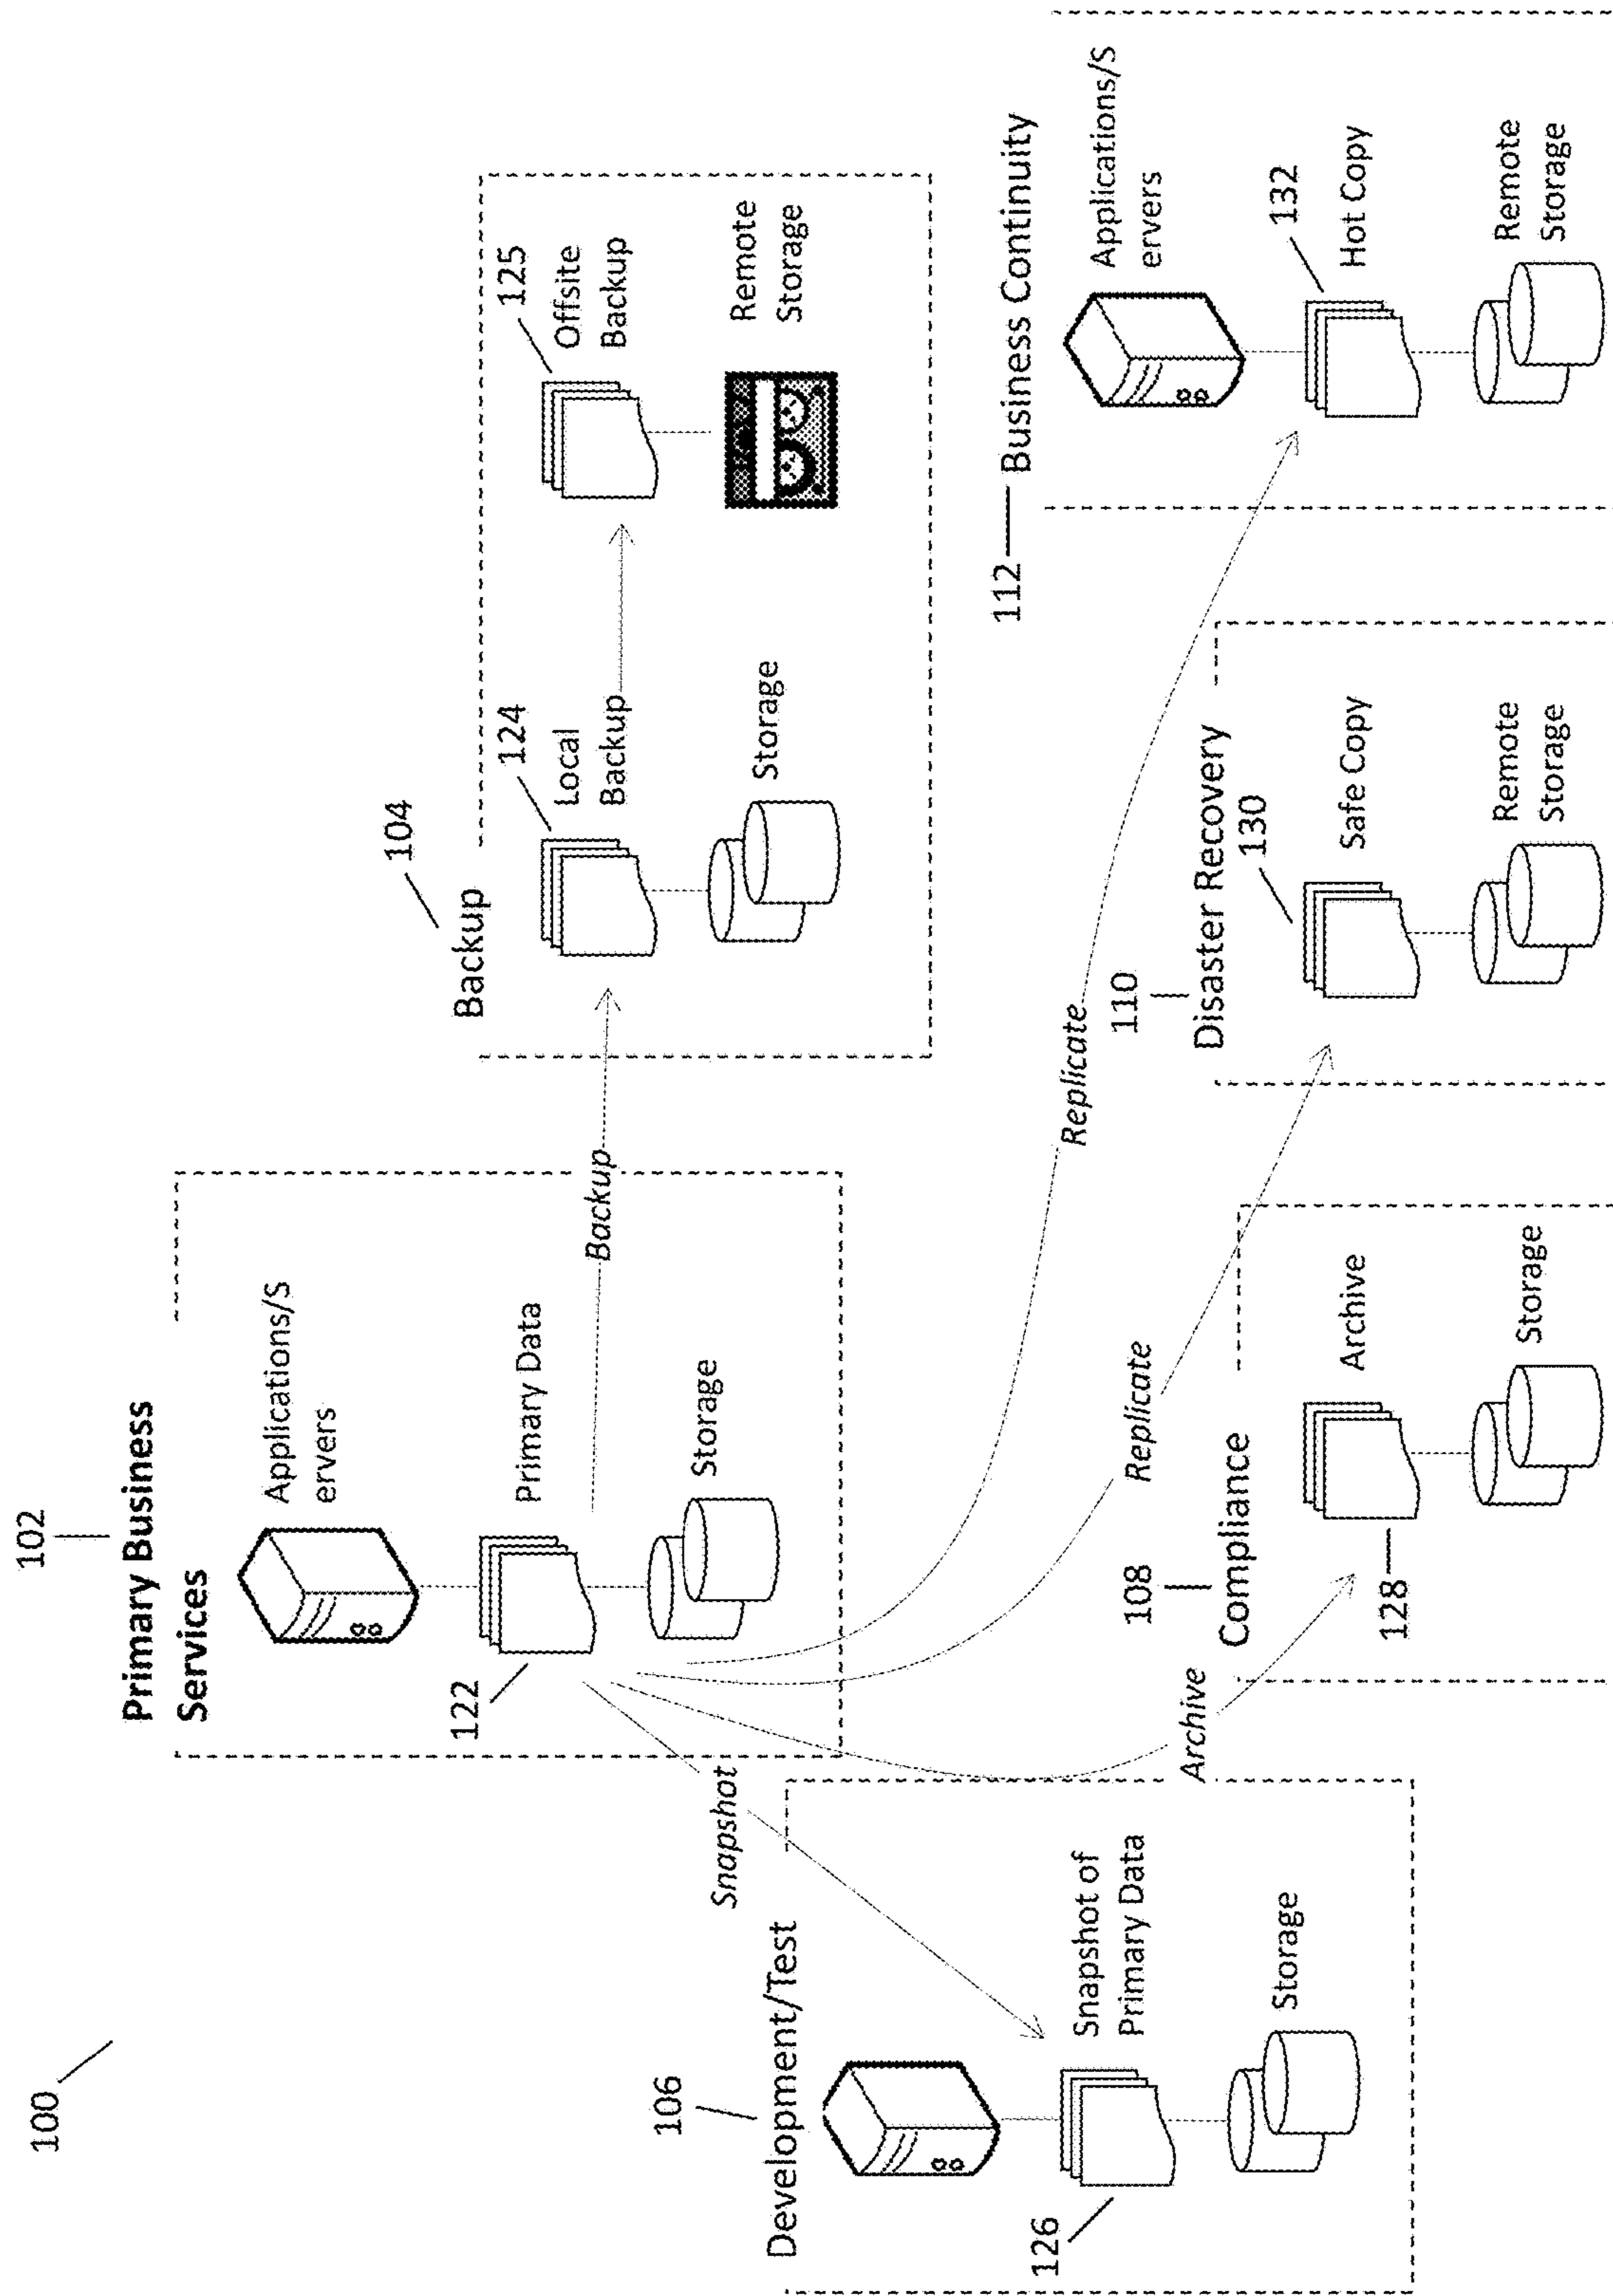 100
102
Primary Business
Services
Applications/S
ervers
122
Primary Data
Storage
Backup
104
Backup
124
Local
Backup
Storage
125
Offsite
Backup
Remote
Storage
Snapshot
106
Development/Test
126
Snapshot of
Primary Data
Storage
Archive
108
Compliance
128
Archive
Storage
Replicate
110
Disaster Recovery
130
Safe Copy
Remote
Storage
Replicate
112
Business Continuity
Applications/S
ervers
132
Hot Copy
Remote
Storage